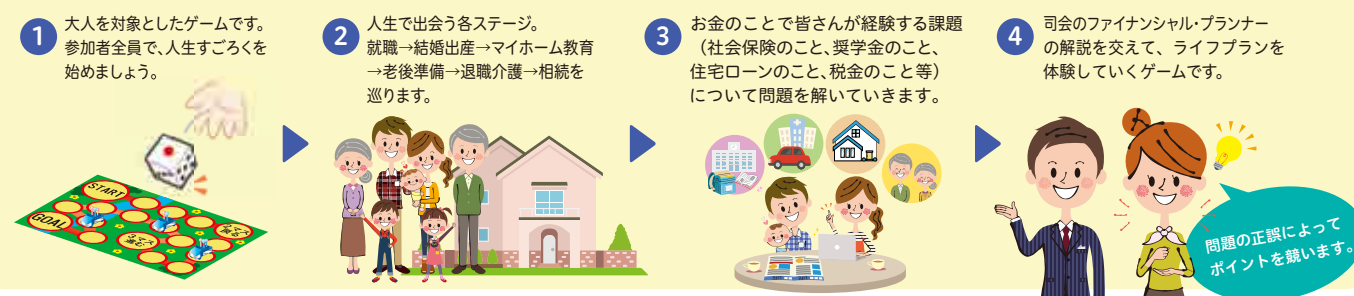 1
大人を対象としたゲームです。
参加者全員で、人生すごろくを
始めましょう。
START
GOAL
2
人生で出会う各ステージ。
就職→結婚出産→マイホーム教育
→老後準備→退職介護→相続を
巡ります。
3
お金のことで皆さんが経験する課題
（社会保険のこと、奨学金のこと、
住宅ローンのこと、税金のこと等）
について問題を解いていきます。
4
司会のファイナンシャル・プランナー
の解説を交えて、ライフプランを
体験していくゲームです。
問題の正誤によって
ポイントを競います。